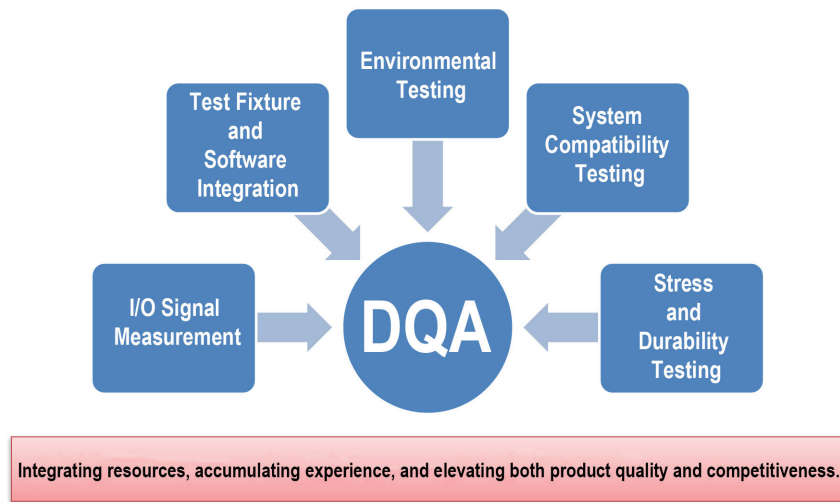 Environmental
Testing
Test Fixture
and
Software
Integration
System
Compatibility
Testing
I/O Signal
Measurement
DQA
Stress
and
Durability
Testing
Integrating resources, accumulating experience, and elevating both product quality and competitiveness.